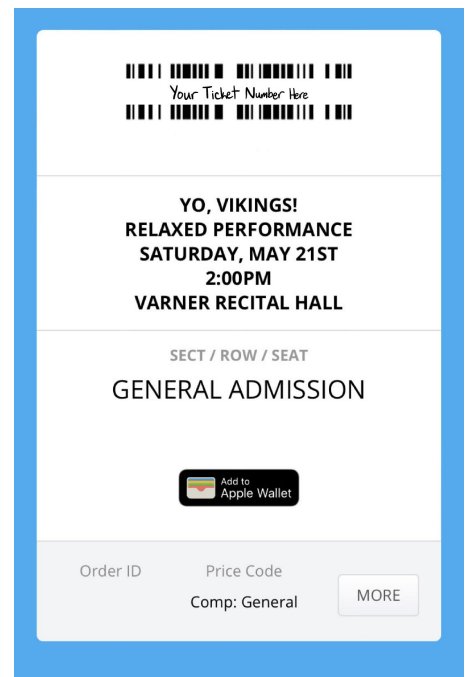 Your Ticket Number Here
YO, VIKINGS!
RELAXED PERFORMANCE
SATURDAY, MAY 21ST
2:00PM
VARNER RECITAL HALL
SECT / ROW / SEAT
GENERAL ADMISSION
Add to
Apple Wallet
Order ID Price Code
Comp: General
MORE